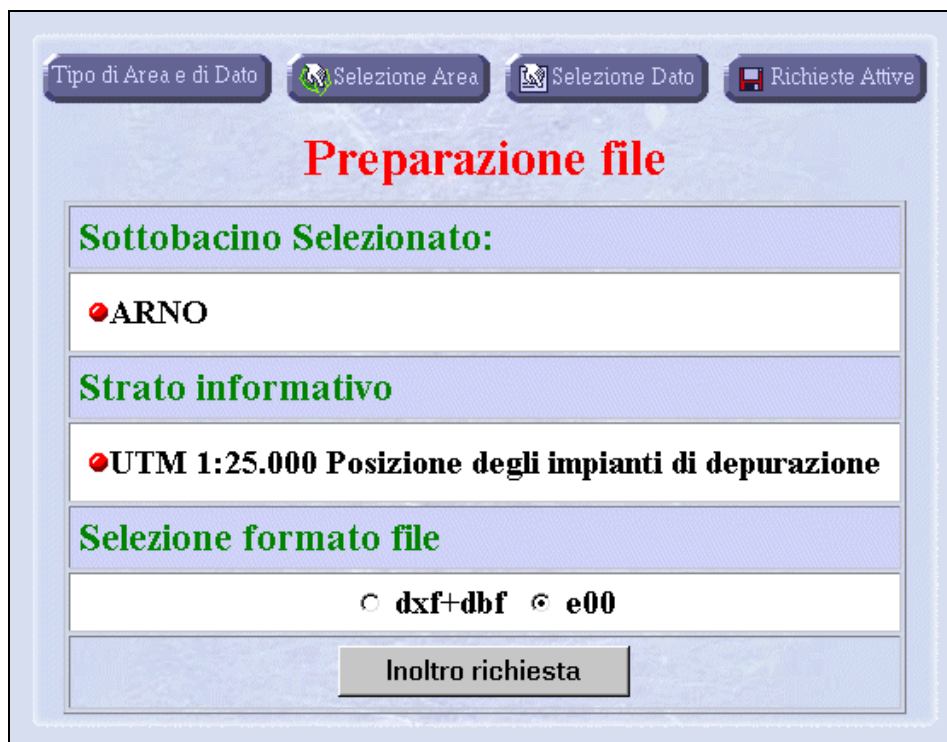 Tipo di Area e di Dato Selezione Area Selezione Dato Richieste Attive
Preparazione file
Sottobacino Selezionato:
ARNO
Strato informativo
UTM 1:25.000 Posizione degli impianti di depurazione
Selezione formato file
dxf+dbf e00
Inoltro richiesta